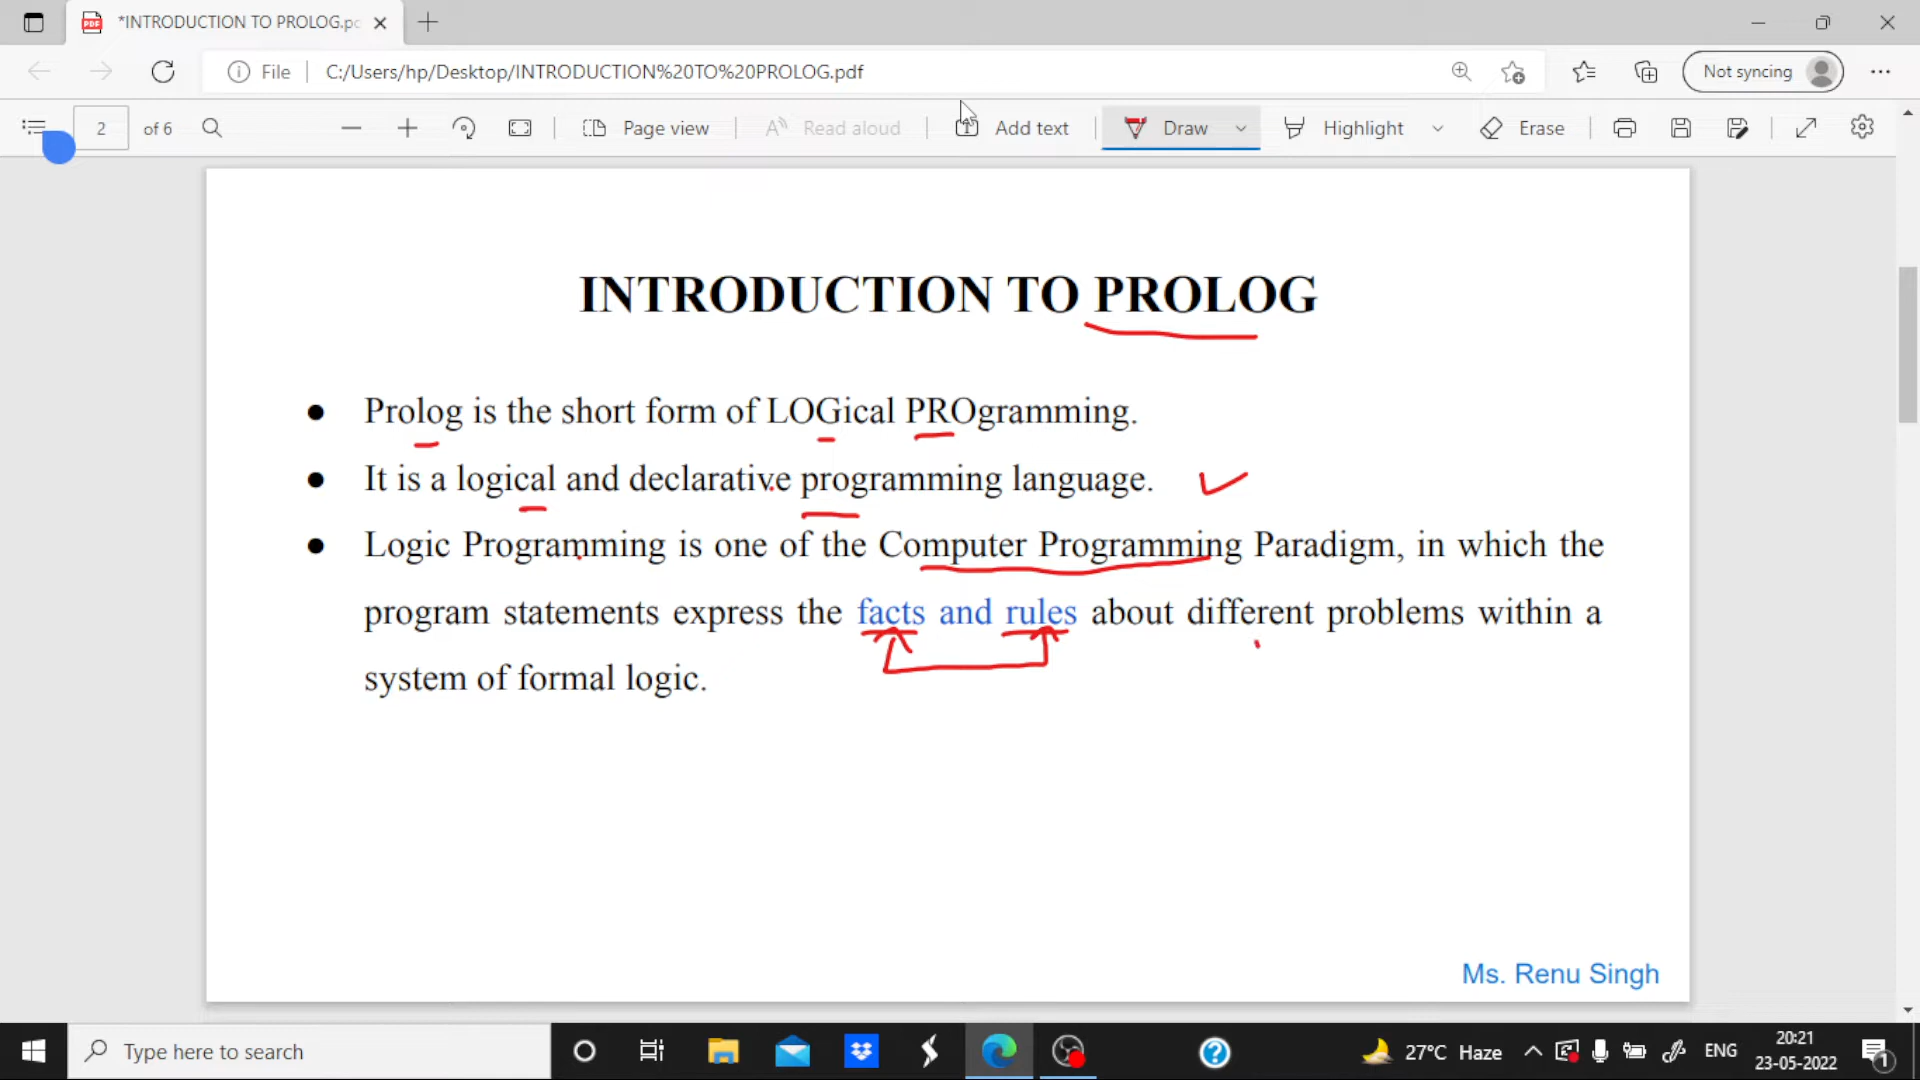 *INTRODUCTION TO PROLOG.pd
File
C:/Users/hp/Desktop/INTRODUCTION%20TO%20PROLOG.pdf
Not syncing
2 of 6
Page view
Read aloud
Add text
Draw
Highlight
Erase
INTRODUCTION TO PROLOG
● Prolog is the short form of LOGical PROgramming.
● It is a logical and declarative programming language.
● Logic Programming is one of the Computer Programming Paradigm, in which the
program statements express the facts and rules about different problems within a
system of formal logic.
Ms. Renu Singh
Type here to search
27°C Haze
ENG
20:21
23-05-2022
1